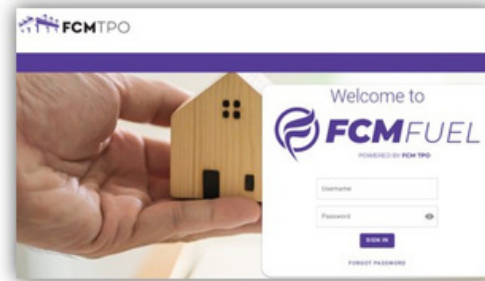 FCMTPO
Welcome to
FCMFUEL
POWERED BY FCM TPO
Username
Password
SIGN IN
FORGOT PASSWORD